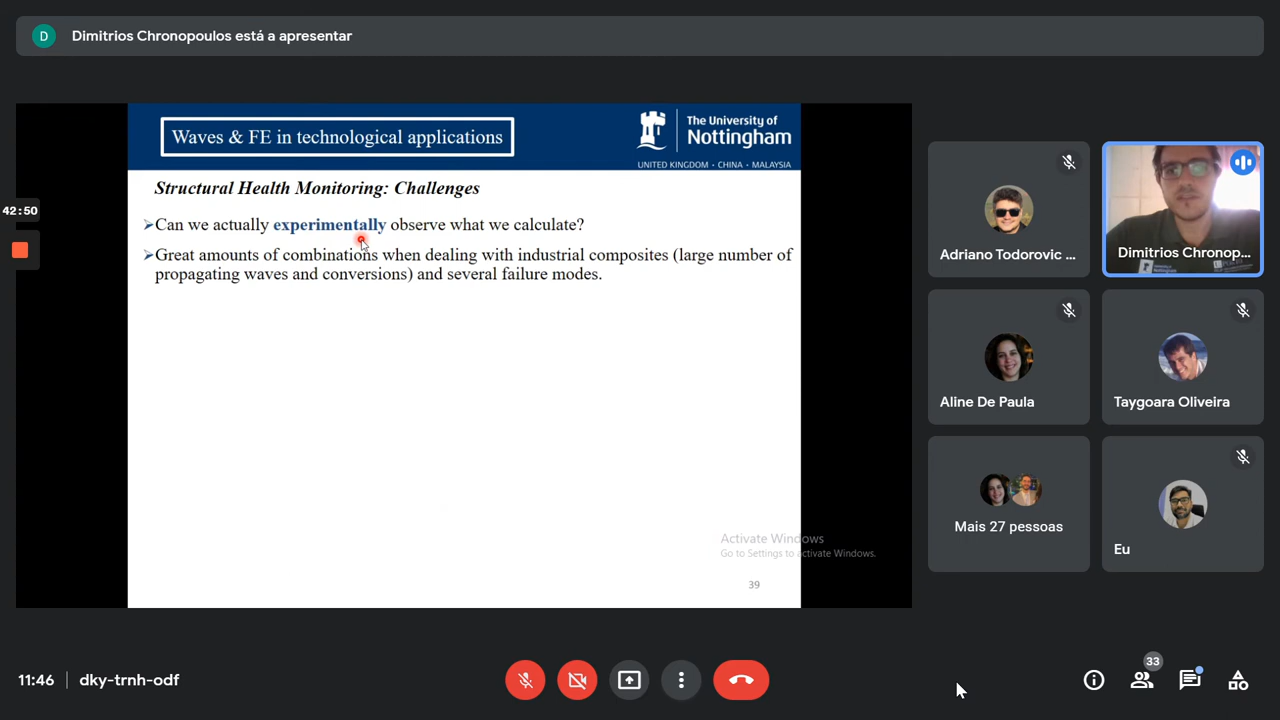 D
Dimitrios Chronopoulos está a apresentar
Waves & FE in technological applications
The University of
Nottingham
UNITED KINGDOM · CHINA · MALAYSIA
Structural Health Monitoring: Challenges
42:50
➢Can we actually experimentally observe what we calculate?
➢Great amounts of combinations when dealing with industrial composites (large number of
propagating waves and conversions) and several failure modes.
Activate Windows
Go to Settings to activate Windows.
39
Adriano Todorovic ...
Dimitrios Chronop...
Aline De Paula
Taygoara Oliveira
Mais 27 pessoas
Eu
11:46
dky-trnh-odf
33